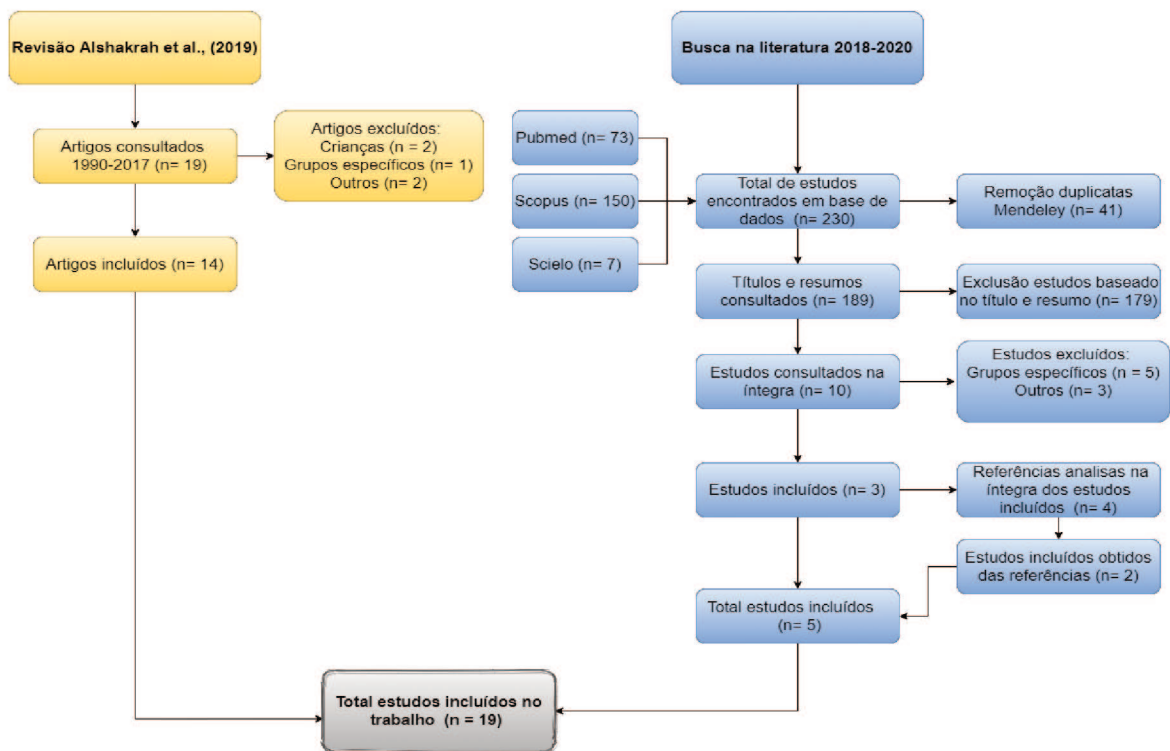 Revisão Alshakrah et al., (2019)
Artigos consultados
1990-2017 (n= 19)
Artigos excluídos:
Crianças (n = 2)
Grupos específicos (n= 1)
Outros (n= 2)
Artigos incluídos (n= 14)
Busca na literatura 2018-2020
Pubmed (n= 73)
Scopus (n= 150)
Scielo (n= 7)
Total de estudos
encontrados em base de
dados (n= 230)
Remoção duplicatas
Mendeley (n= 41)
Títulos e resumos
consultados (n= 189)
Exclusão estudos baseado
no título e resumo (n= 179)
Estudos consultados na
íntegra (n= 10)
Estudos excluídos:
Grupos específicos (n = 5)
Outros (n= 3)
Estudos incluídos (n= 3)
Referências analisas na
íntegra dos estudos
incluídos (n= 4)
Estudos incluídos obtidos
das referências (n= 2)
Total estudos incluídos
(n= 5)
Total estudos incluídos no
trabalho (n = 19)